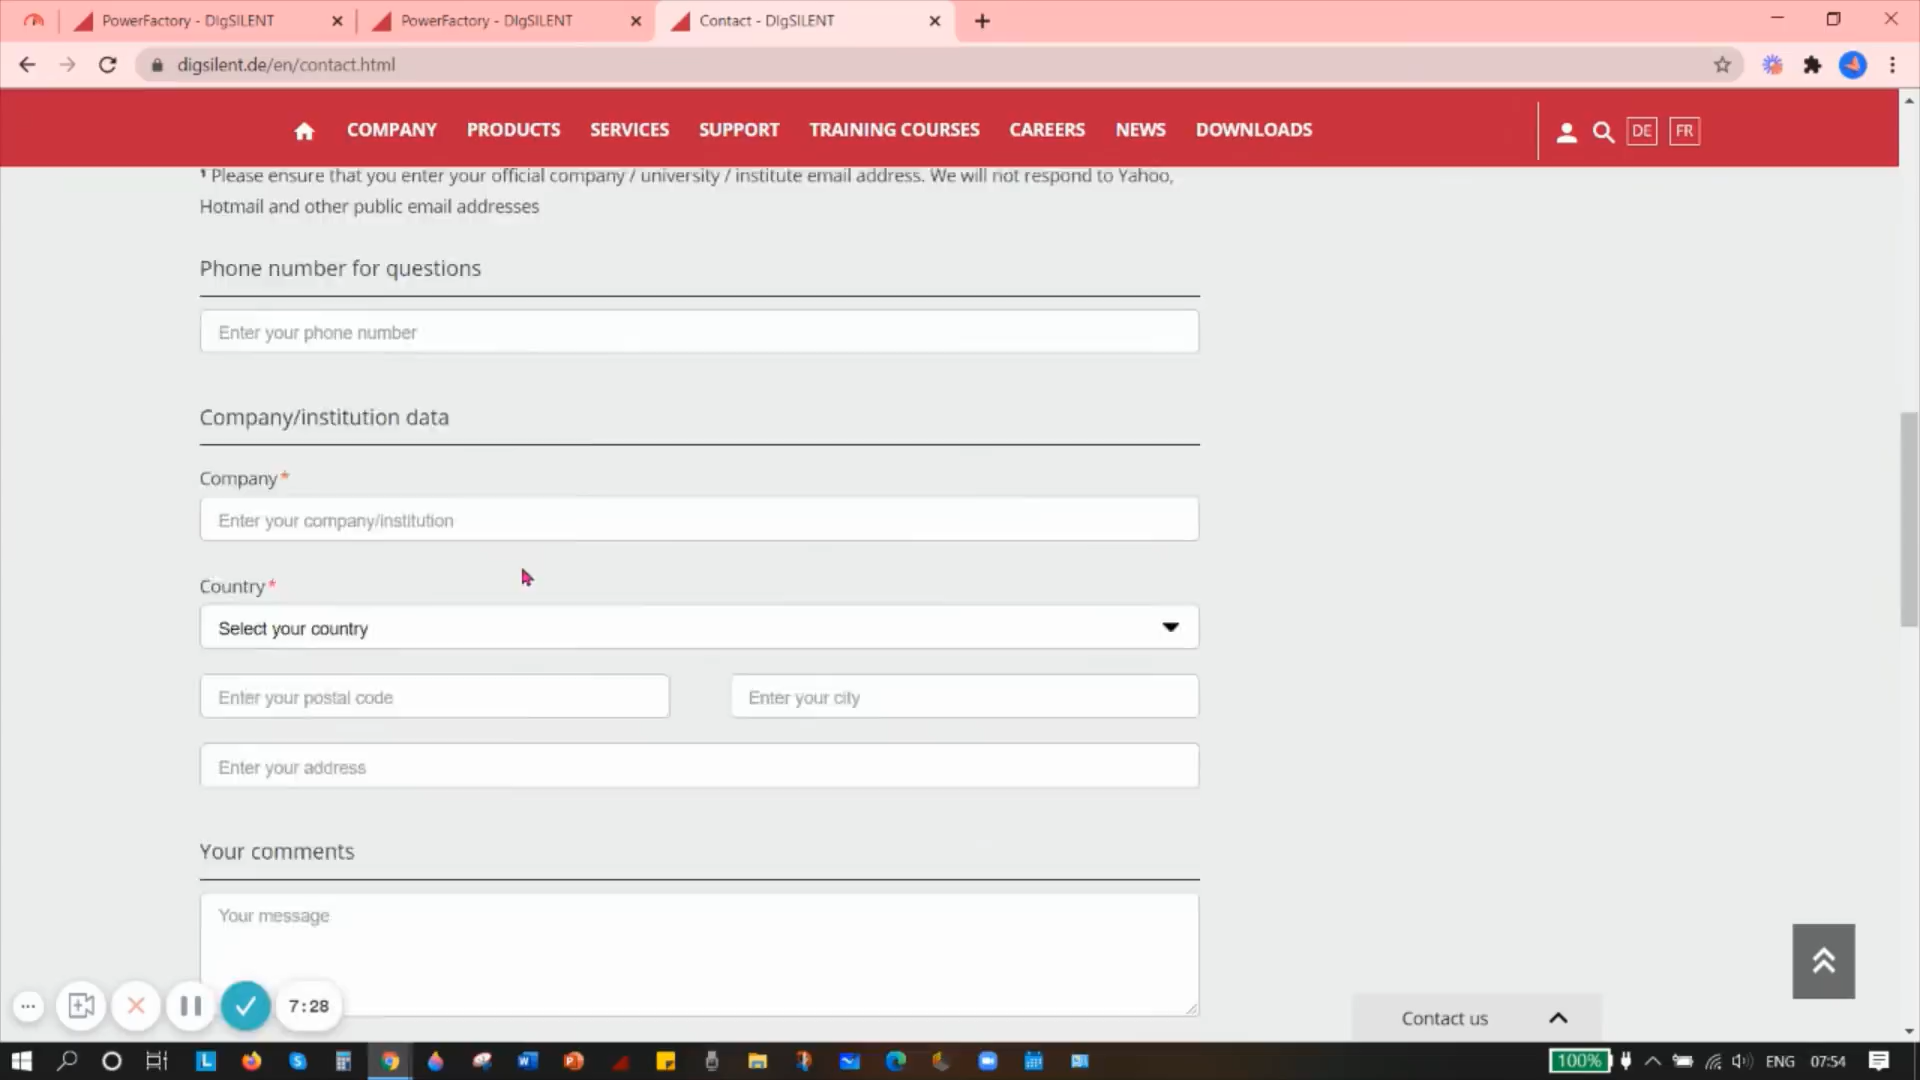 PowerFactory - DIgSILENT
PowerFactory - DIgSILENT
Contact - DIgSILENT
digsilent.de/en/contact.html
COMPANY PRODUCTS SERVICES SUPPORT TRAINING COURSES CAREERS NEWS DOWNLOADS DE FR
¹ Please ensure that you enter your official company / university / institute email address. We will not respond to Yahoo,
Hotmail and other public email addresses
Phone number for questions
Enter your phone number
Company/institution data
Company*
Enter your company/institution
Country*
Select your country
Enter your postal code
Enter your city
Enter your address
Your comments
Your message
7:28
Contact us
100% ENG 07:54